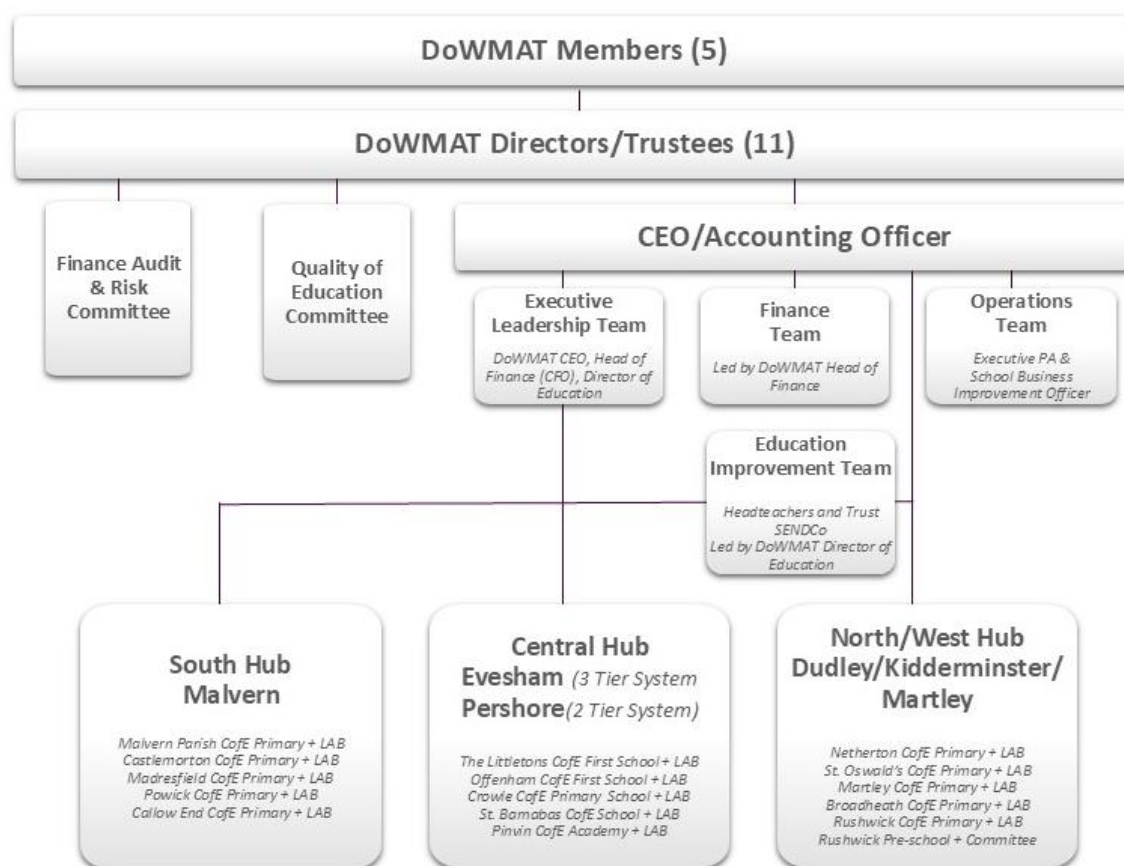 DoWMAT Members (5)
DoWMAT Directors/Trustees (11)
Finance Audit
& Risk
Committee
Quality of
Education
Committee
CEO/Accounting Officer
Executive
Leadership Team
DoWMAT CEO, Head of
Finance (CFO), Director of
Education
Finance
Team
Led by DoWMAT Head of
Finance
Operations
Team
Executive PA &
School Business
Improvement Officer
Education
Improvement Team
Headteachers and Trust
SENDCo
Led by DoWMAT Director of
Education
South Hub
Malvern
Malvern Parish CofE Primary + LAB
Castlemorton CofE Primary + LAB
Madresfield CofE Primary + LAB
Powick CofE Primary + LAB
Callow End CofE Primary + LAB
Central Hub
Evesham (3 Tier System
Pershore(2 Tier System)
The Littletons CofE First School + LAB
Offenham CofE First School + LAB
Crowle CofE Primary School + LAB
St. Barnabas CofE School + LAB
Pinvin CofE Academy + LAB
North/West Hub
Dudley/Kidderminster/
Martley
Netherton CofE Primary + LAB
St. Oswald's CofE Primary + LAB
Martley CofE Primary + LAB
Broadheath CofE Primary + LAB
Rushwick CofE Primary + LAB
Rushwick Pre-school + Committee